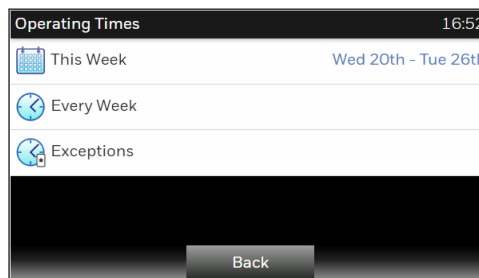 Operating Times 16:52
This Week Wed 20th - Tue 26th
Every Week
Exceptions
Back